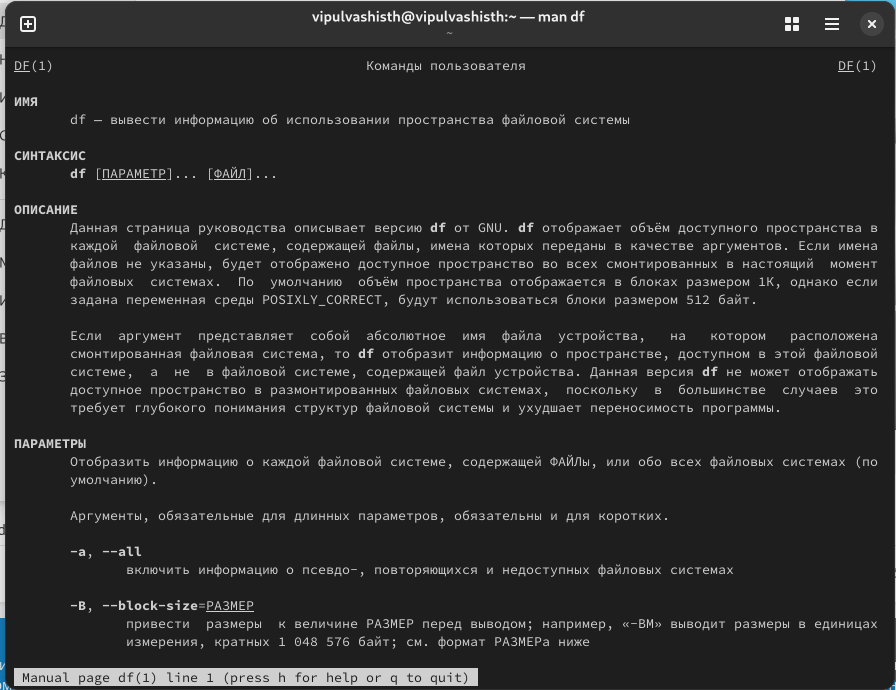 vipulvashisth@vipulvashisth:~ — man df
~
DF(1) Команды пользователя DF(1)
ИМЯ
df – вывести информацию об использовании пространства файловой системы
СИНТАКСИС
df [ПАРАМЕТР]... [ФАЙЛ]...
ОПИСАНИЕ
Данная страница руководства описывает версию df от GNU. df отображает объём доступного пространства в
каждой файловой системе, содержащей файлы, имена которых переданы в качестве аргументов. Если имена
файлов не указаны, будет отображено доступное пространство во всех смонтированных в настоящий момент
файловых системах. По умолчанию объём пространства отображается в блоках размером 1K, однако если
задана переменная среды POSIXLY_CORRECT, будут использоваться блоки размером 512 байт.
Если аргумент представляет собой абсолютное имя файла устройства, на котором расположена
смонтированная файловая система, то df отобразит информацию о пространстве, доступном в этой файловой
системе, а не в файловой системе, содержащей файл устройства. Данная версия df не может отображать
доступное пространство в размонтированных файловых системах, поскольку в большинстве случаев это
требует глубокого понимания структур файловой системы и ухудшает переносимость программы.
ПАРАМЕТРЫ
Отобразить информацию о каждой файловой системе, содержащей ФАЙЛы, или обо всех файловых системах (по
умолчанию).
Аргументы, обязательные для длинных параметров, обязательны и для коротких.
-a, --all
включить информацию о псевдо-, повторяющихся и недоступных файловых системах
-B, --block-size=РАЗМЕР
привести размеры к величине РАЗМЕР перед выводом; например, «-BM» выводит размеры в единицах
измерения, кратных 1 048 576 байт; см. формат РАЗМЕРа ниже
Manual page df(1) line 1 (press h for help or q to quit)